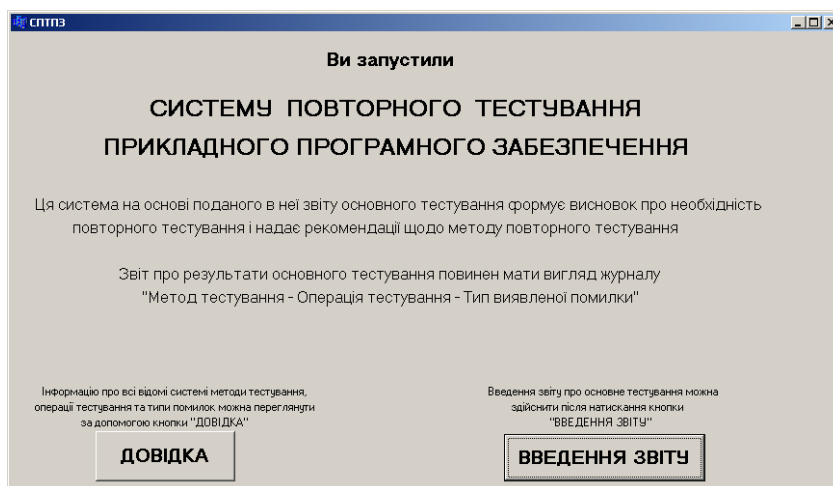 СПТПЗ
Ви запустили
СИСТЕМУ ПОВТОРНОГО ТЕСТУВАННЯ
ПРИКЛАДНОГО ПРОГРАМНОГО ЗАБЕЗПЕЧЕННЯ
Ця система на основі поданого в неї звіту основного тестування формує висновок про необхідність
повторного тестування і надає рекомендації щодо методу повторного тестування
Звіт про результати основного тестування повинен мати вигляд журналу
"Метод тестування - Операція тестування - Тип виявленої помилки"
Інформацію про всі відомі системі методи тестування,
операції тестування та типи помилок можна переглянути
за допомогою кнопки "ДОВІДКА"
ДОВІДКА
Введення звіту про основне тестування можна
здійснити після натискання кнопки
"ВВЕДЕННЯ ЗВІТУ"
ВВЕДЕННЯ ЗВІТУ